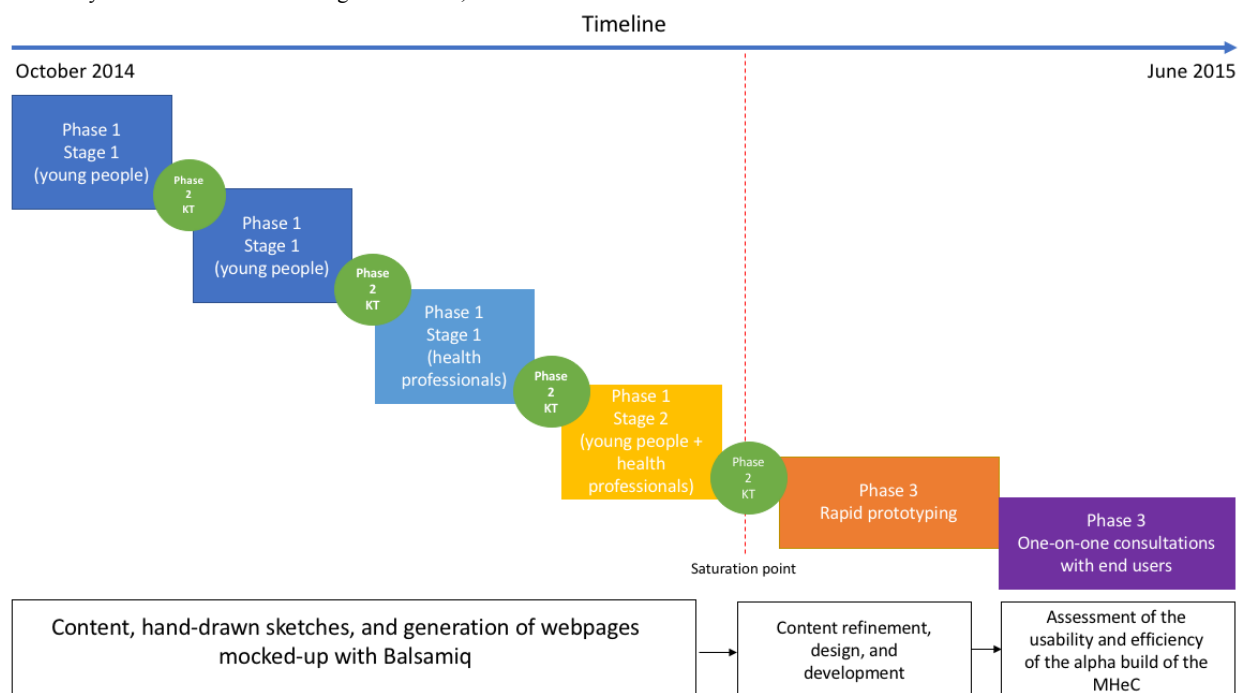 Timeline
October 2014
June 2015
Phase 1
Stage 1
(young people)
Phase
2
KT
Phase 1
Stage 1
(young people)
Phase
2
KT
Phase 1
Stage 1
(health
professionals)
Phase
2
KT
Phase 1
Stage 2
(young people +
health
professionals)
Phase
2
KT
Phase 3
Rapid prototyping
Phase 3
One-on-one consultations
with end users
Saturation point
Content, hand-drawn sketches, and generation of webpages
mocked-up with Balsamiq
Content refinement,
design, and
development
Assessment of the
usability and efficiency
of the alpha build of the
MHeC